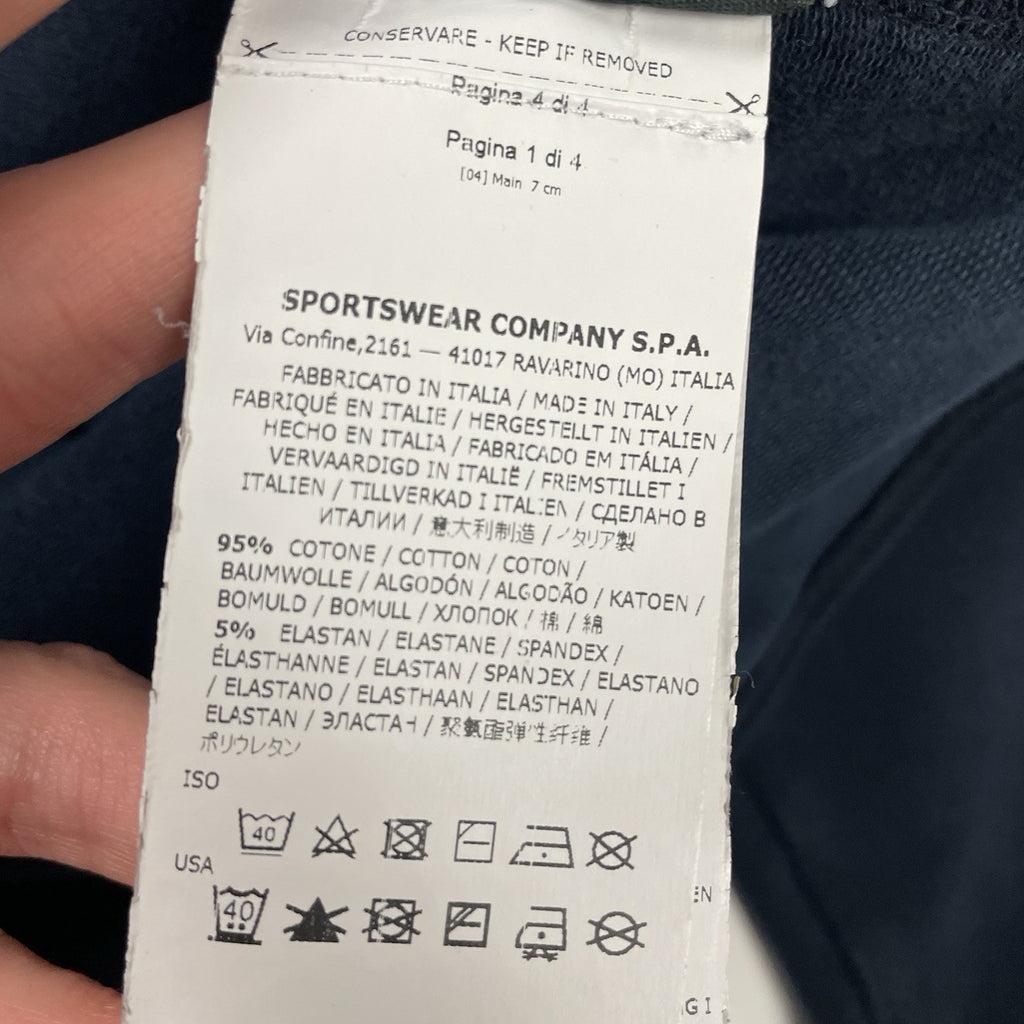 CONSERVARE - KEEP IF REMOVED
Pagina 4 di 4
Pagina 1 di 4
[04] Main 7 cm
SPORTSWEAR COMPANY S.P.A.
Via Confine,2161 — 41017 RAVARINO (MO) ITALIA
FABBRICATO IN ITALIA / MADE IN ITALY /
FABRIQUÉ EN ITALIE / HERGESTELLT IN ITALIEN /
HECHO EN ITALIA / FABRICADO EM ITÁLIA /
VERVAARDIGD IN ITALIË / FREMSTILLET I
ITALIEN / TILLVERKAD I ITALIEN / СДЕЛАНО В
ИТАЛИИ / 意大利制造 / イタリア製
95% COTONE / COTTON / COTON /
BAUMWOLLE / ALGODÓN / ALGODÃO / KATOEN /
BOMULD / BOMULL / ХЛОПОК / 棉 / 綿
5% ELASTAN / ELASTANE / SPANDEX /
ÉLASTHANNE / ELASTAN / SPANDEX / ELASTANO
/ ELASTANO / ELASTHAAN / ELASTHAN /
ELASTAN / ЭЛАСТАН / 聚氨酯弹性纤维 /
ポリウレタン
ISO
40
USA
40
EN
G I